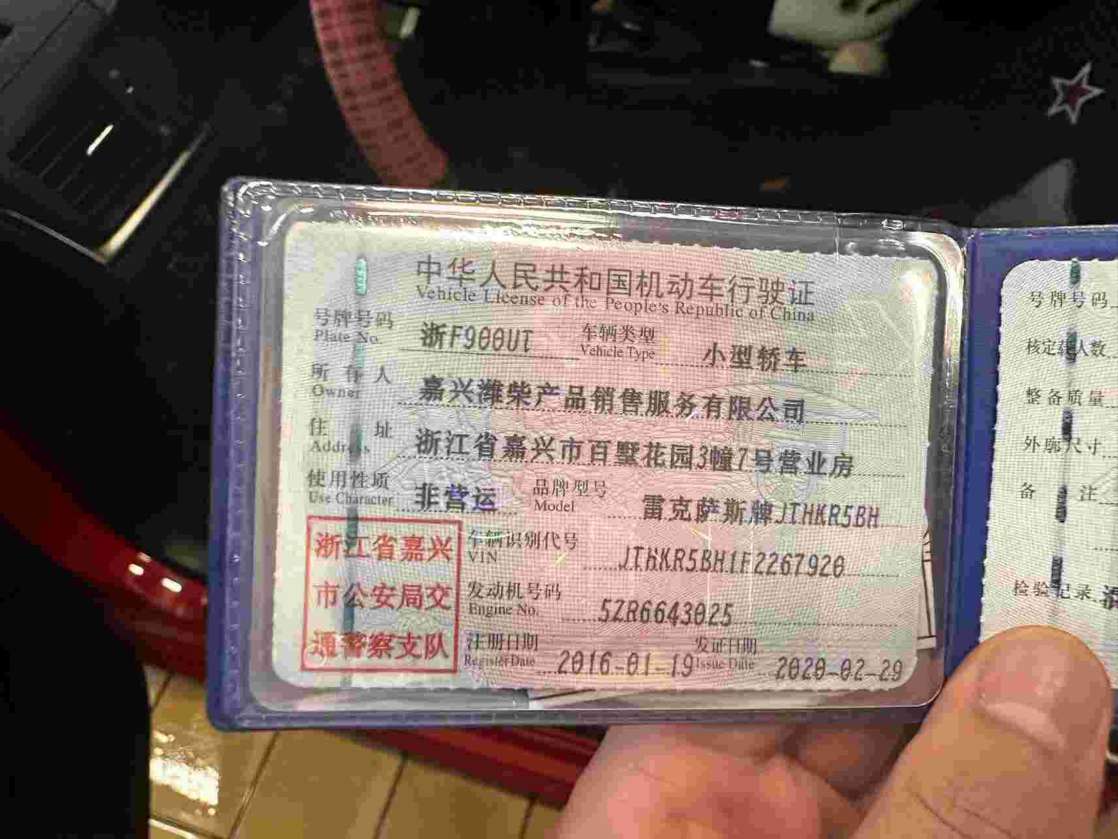 中华人民共和国机动车行驶证
Vehicle License of the People's Republic of China
号牌号码 浙F900UT 车辆类型 小型轿车
Plate No. Vehicle Type
所有人 嘉兴潍柴产品销售服务有限公司
Owner
住址 浙江省嘉兴市百墅花园3幢7号营业房
Address
使用性质 非营运 品牌型号 雷克萨斯牌JTHKR5BH
Use Character Model
浙江省嘉兴
市公安局交
通警察支队
车辆识别代号 JTHKR5BH1F2267920
VIN
发动机号码 5ZR6643025
Engine No.
注册日期 2016-01-19 发证日期 2020-02-29
Register Date Issue Date
号牌号码
核定载人数
整备质量
外廓尺寸
备注
检验记录